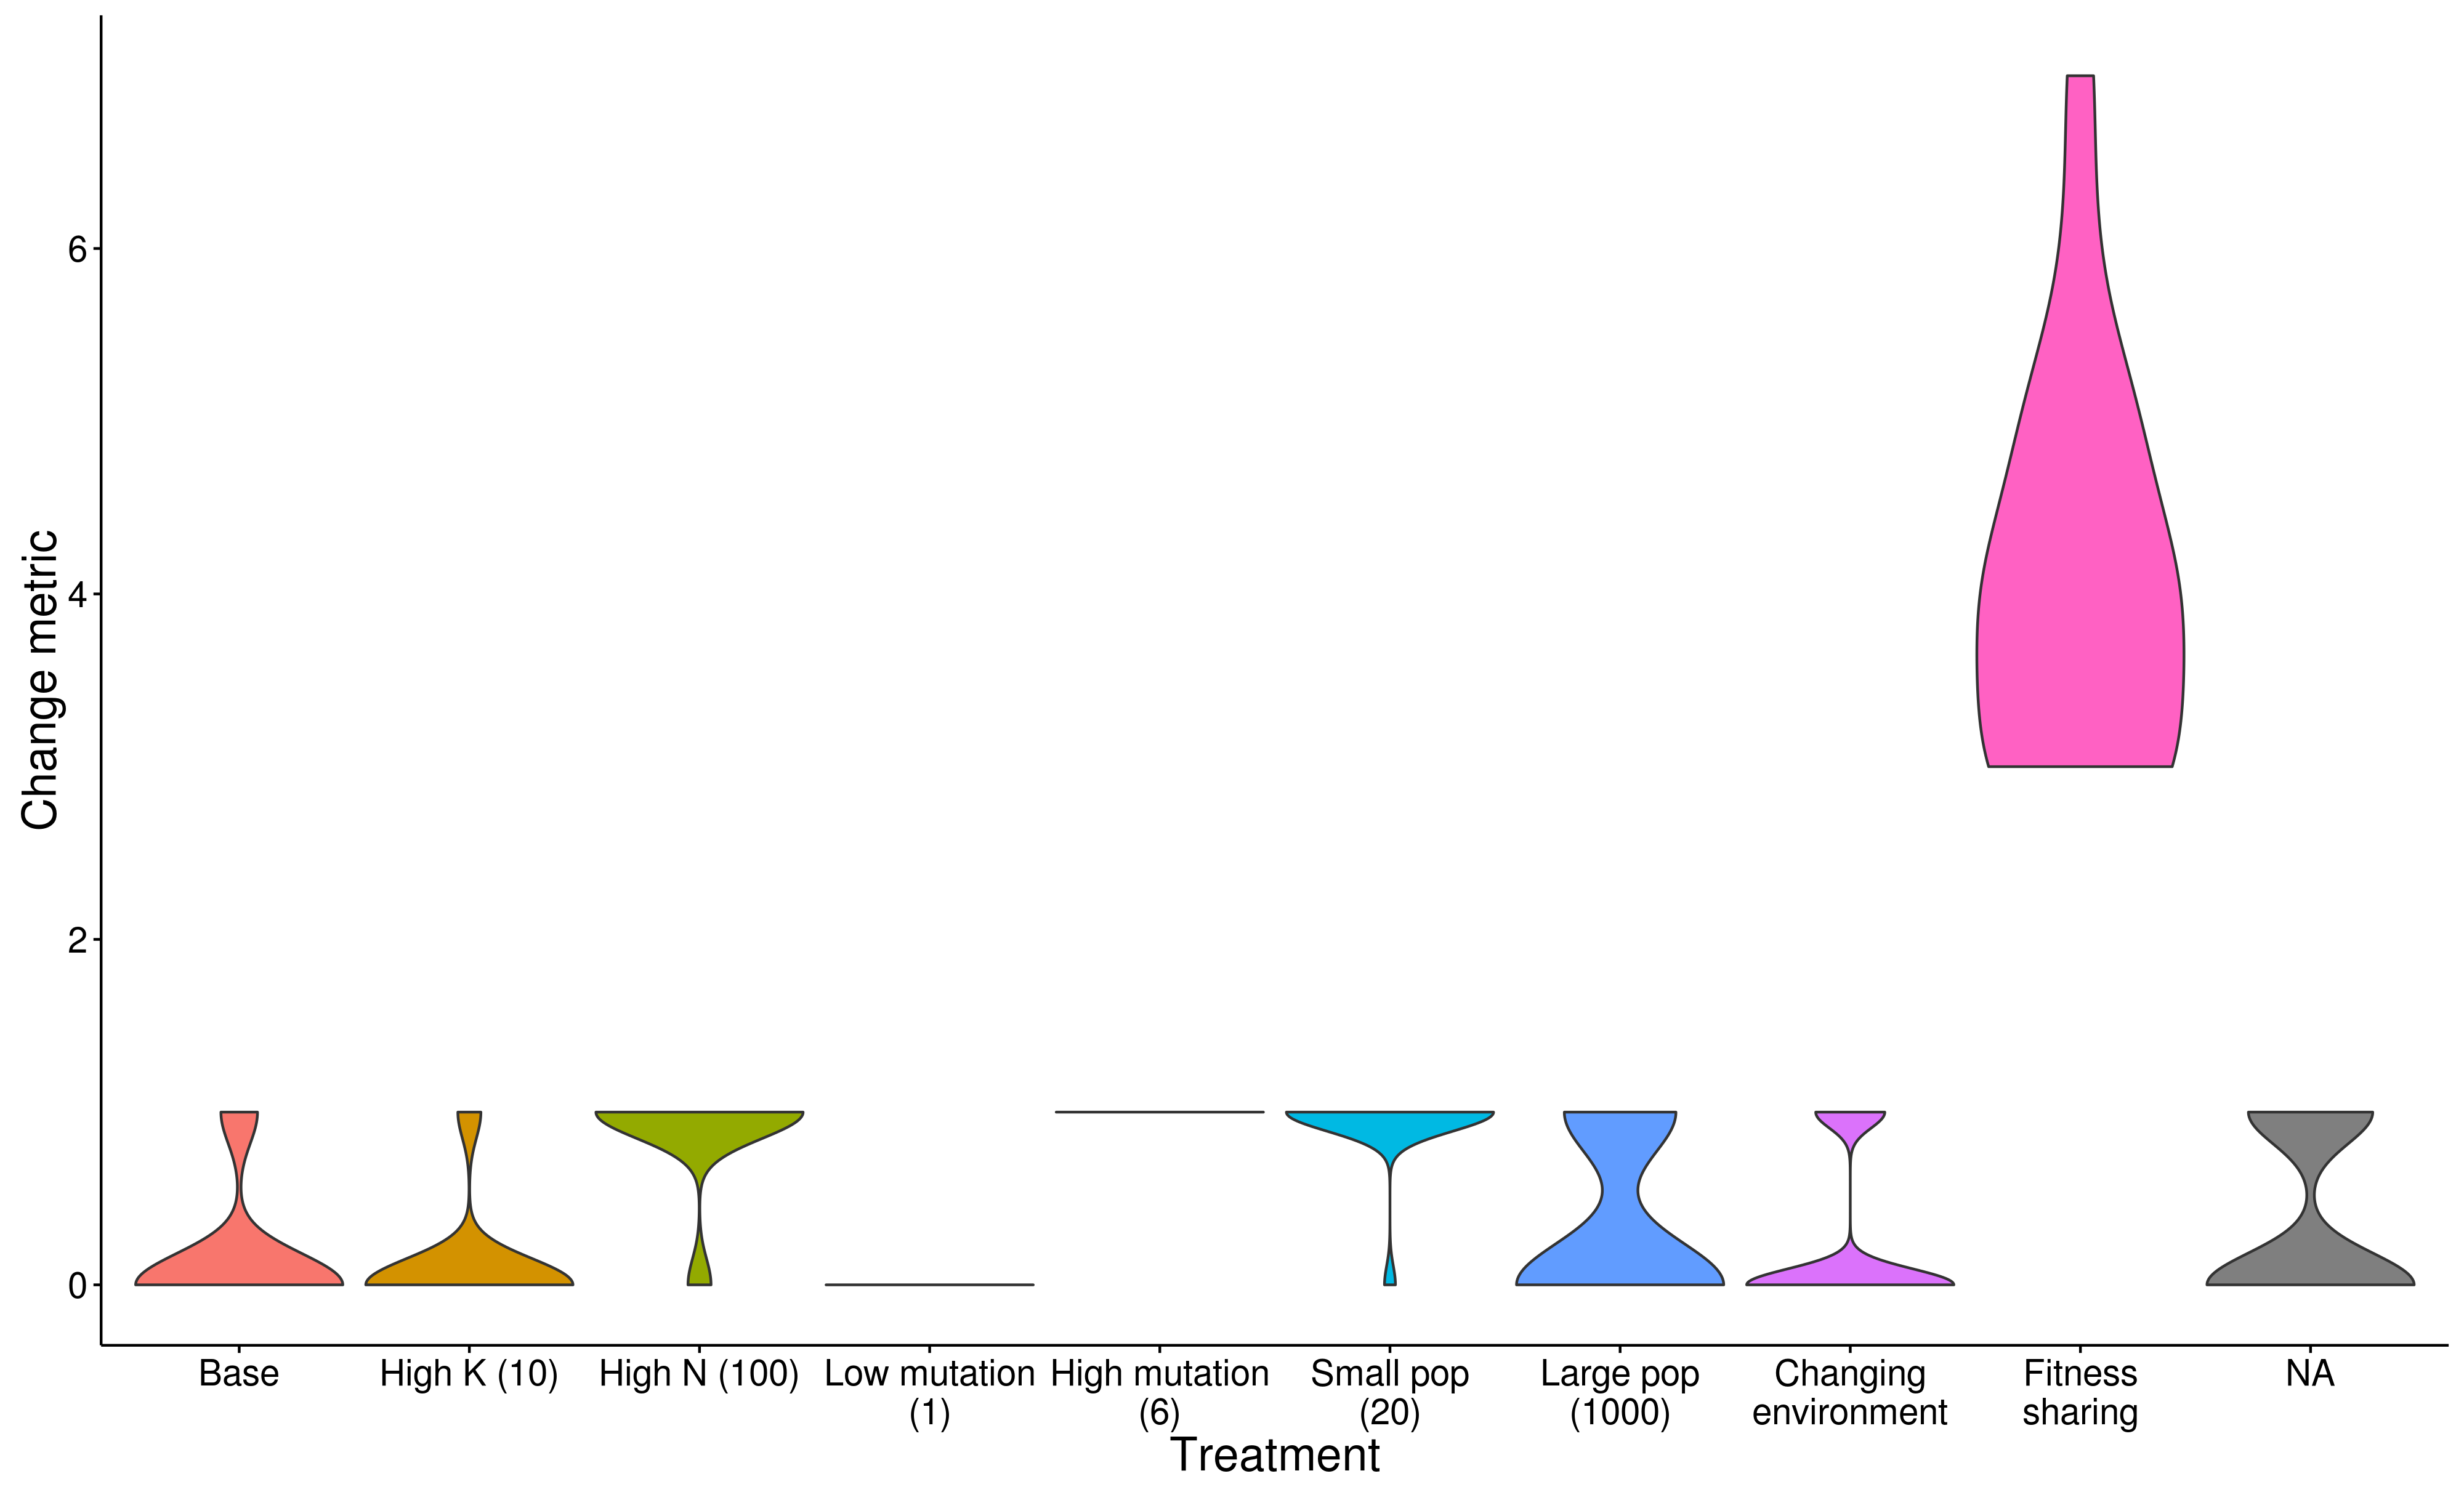 Change metric
6
4
2
0
Base
High K (10)
High N (100)
Low mutation
(1)
High mutation
(6)
Small pop
(20)
Large pop
(1000)
Changing
environment
Fitness
sharing
NA
Treatment